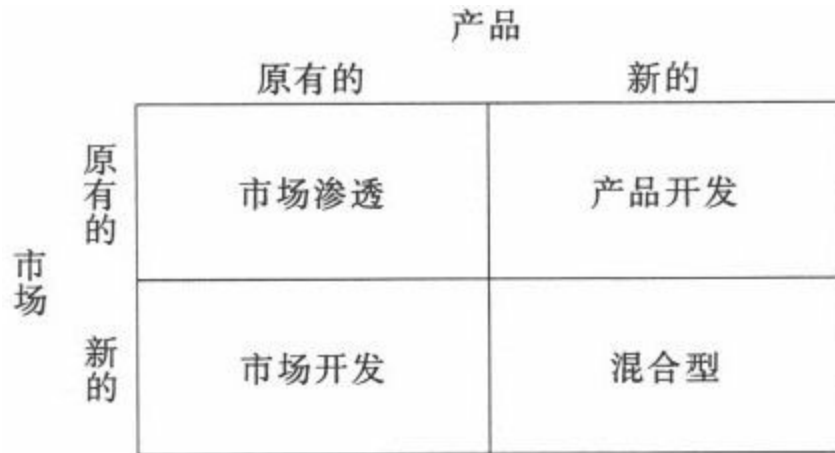 产品
原有的 新的
原有的 市场渗透 产品开发
市场
新的 市场开发 混合型